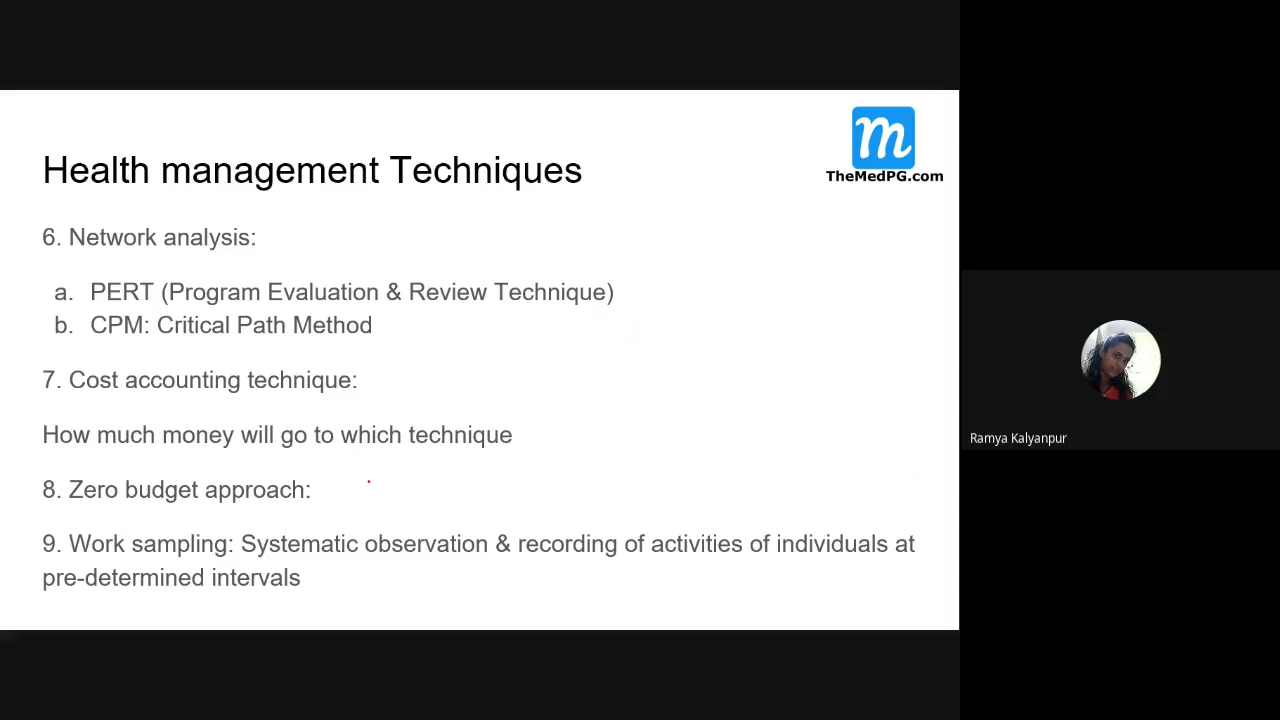 m
TheMedPG.com
Health management Techniques
6. Network analysis:
a. PERT (Program Evaluation & Review Technique)
b. CPM: Critical Path Method
7. Cost accounting technique:
How much money will go to which technique
8. Zero budget approach:
9. Work sampling: Systematic observation & recording of activities of individuals at
pre-determined intervals
Ramya Kalyanpur